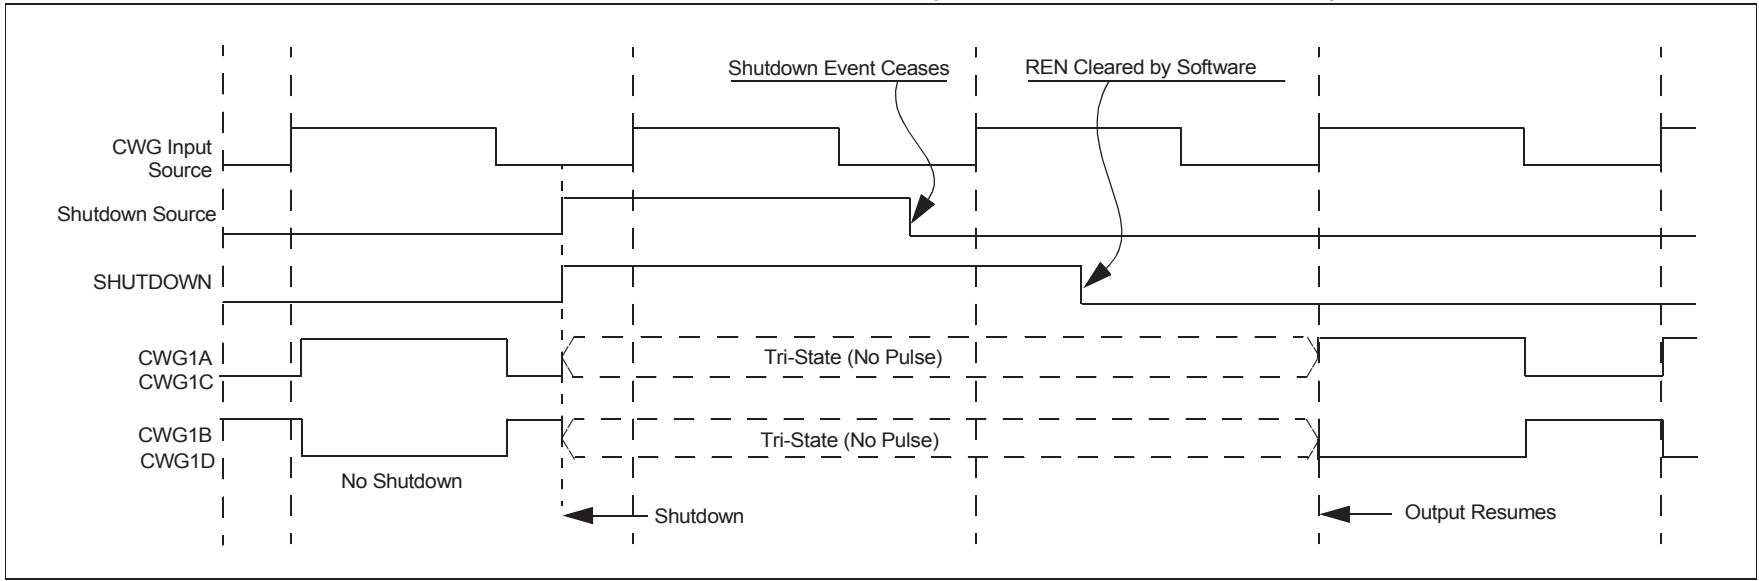 Shutdown Event Ceases
REN Cleared by Software
CWG Input
Source
Shutdown Source
SHUTDOWN
CWG1A
CWG1C
Tri-State (No Pulse)
CWG1B
CWG1D
Tri-State (No Pulse)
No Shutdown
Shutdown
Output Resumes